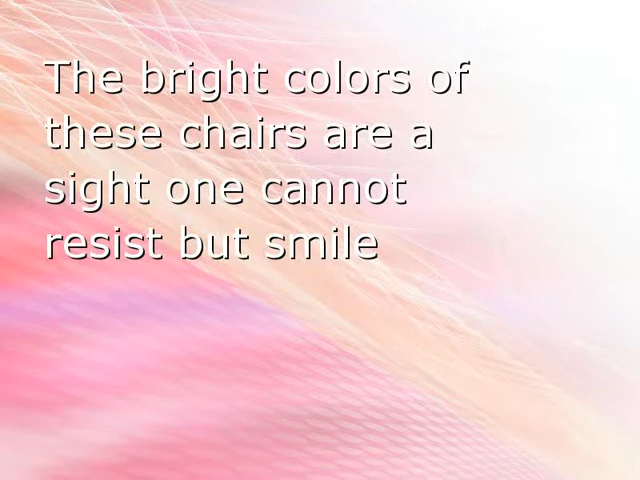 The bright colors of
these chairs are a
sight one cannot
resist but smile